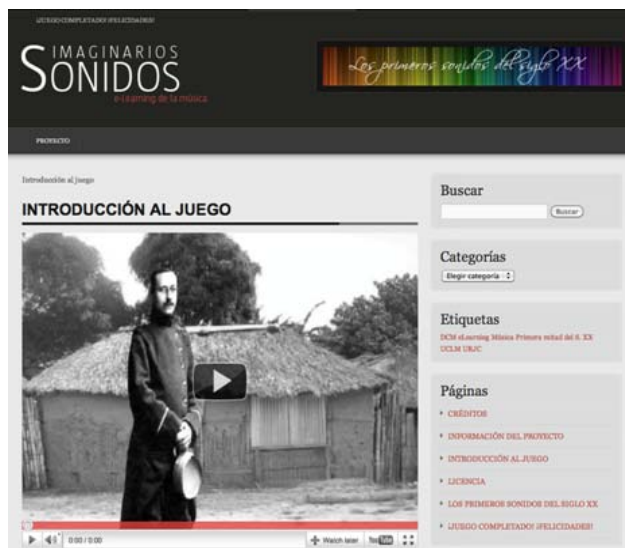 ¡JUEGO COMPLETADO! ¡FELICIDADES!
IMAGINARIOS
SONIDOS
e-Learning de la música
Los primeros sonidos del siglo XX
PROYECTO
Introducción al juego
INTRODUCCIÓN AL JUEGO
0:00 / 0:00
Watch later
YouTube
Buscar
Buscar
Categorías
Elegir categoría
Etiquetas
DCM eLearning Música Primera mitad del S. XX
UCLM URJC
Páginas
CRÉDITOS
INFORMACIÓN DEL PROYECTO
INTRODUCCIÓN AL JUEGO
LICENCIA
LOS PRIMEROS SONIDOS DEL SIGLO XX
¡JUEGO COMPLETADO! ¡FELICIDADES!